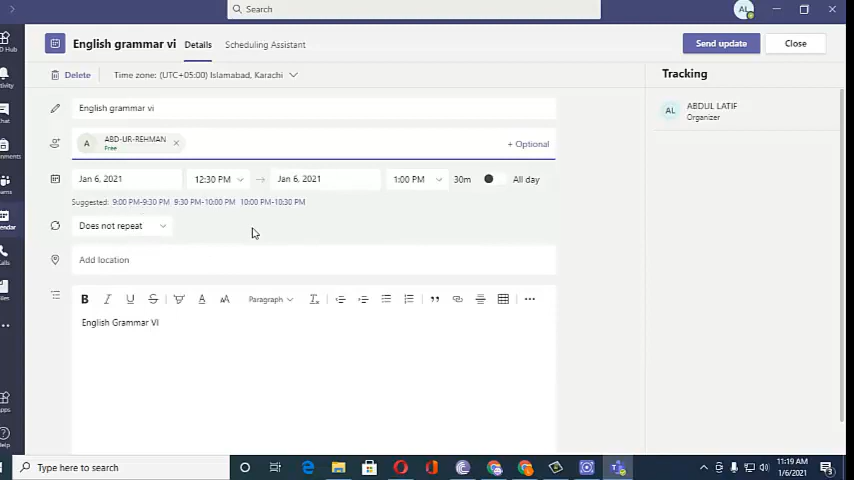 Search
AL
English grammar vi
Details
Scheduling Assistant
Send update
Close
Delete
Time zone: (UTC+05:00) Islamabad, Karachi
Tracking
English grammar vi
AL
ABDUL LATIF
Organizer
A
ABD-UR-REHMAN
Free
+ Optional
Jan 6, 2021
12:30 PM
Jan 6, 2021
1:00 PM
30m
All day
Suggested: 9:00 PM-9:30 PM 9:30 PM-10:00 PM 10:00 PM-10:30 PM
Does not repeat
Add location
B I U S
Paragraph
English Grammar VI
Type here to search
11:19 AM
1/6/2021